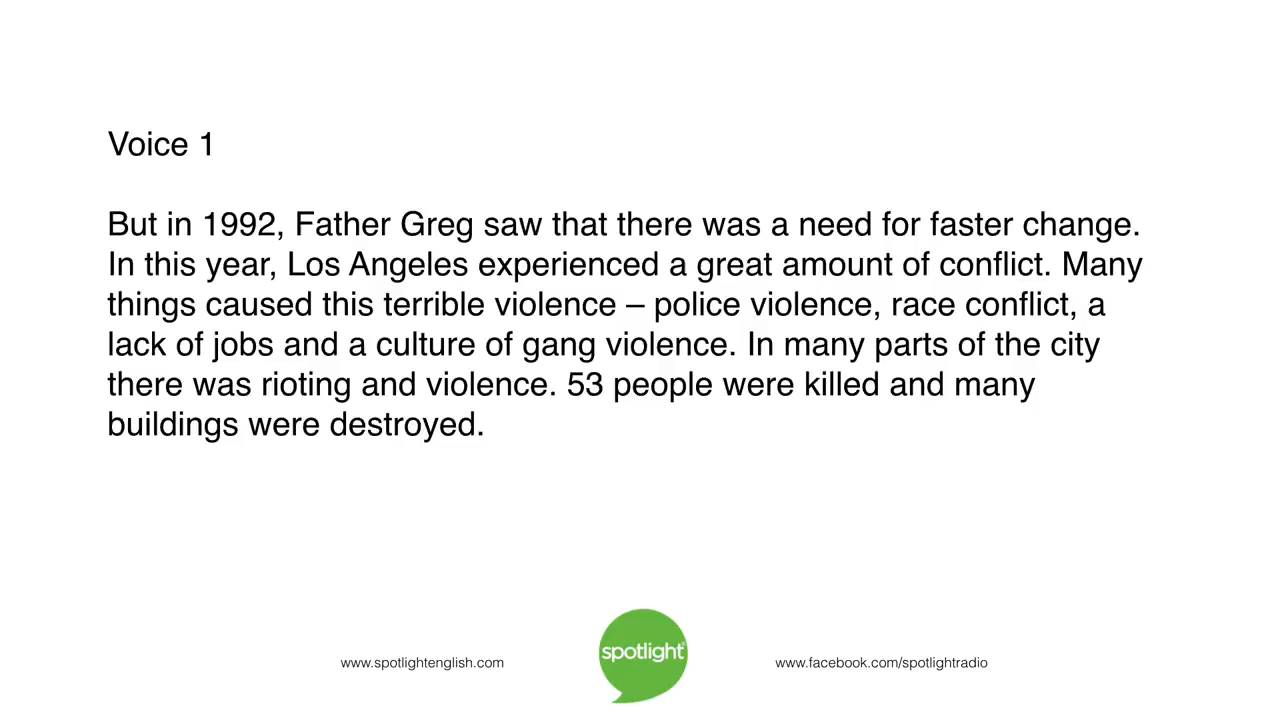 Voice 1
But in 1992, Father Greg saw that there was a need for faster change.
In this year, Los Angeles experienced a great amount of conflict. Many
things caused this terrible violence – police violence, race conflict, a
lack of jobs and a culture of gang violence. In many parts of the city
there was rioting and violence. 53 people were killed and many
buildings were destroyed.
www.spotlightenglish.com
spotlight
www.facebook.com/spotlightradio